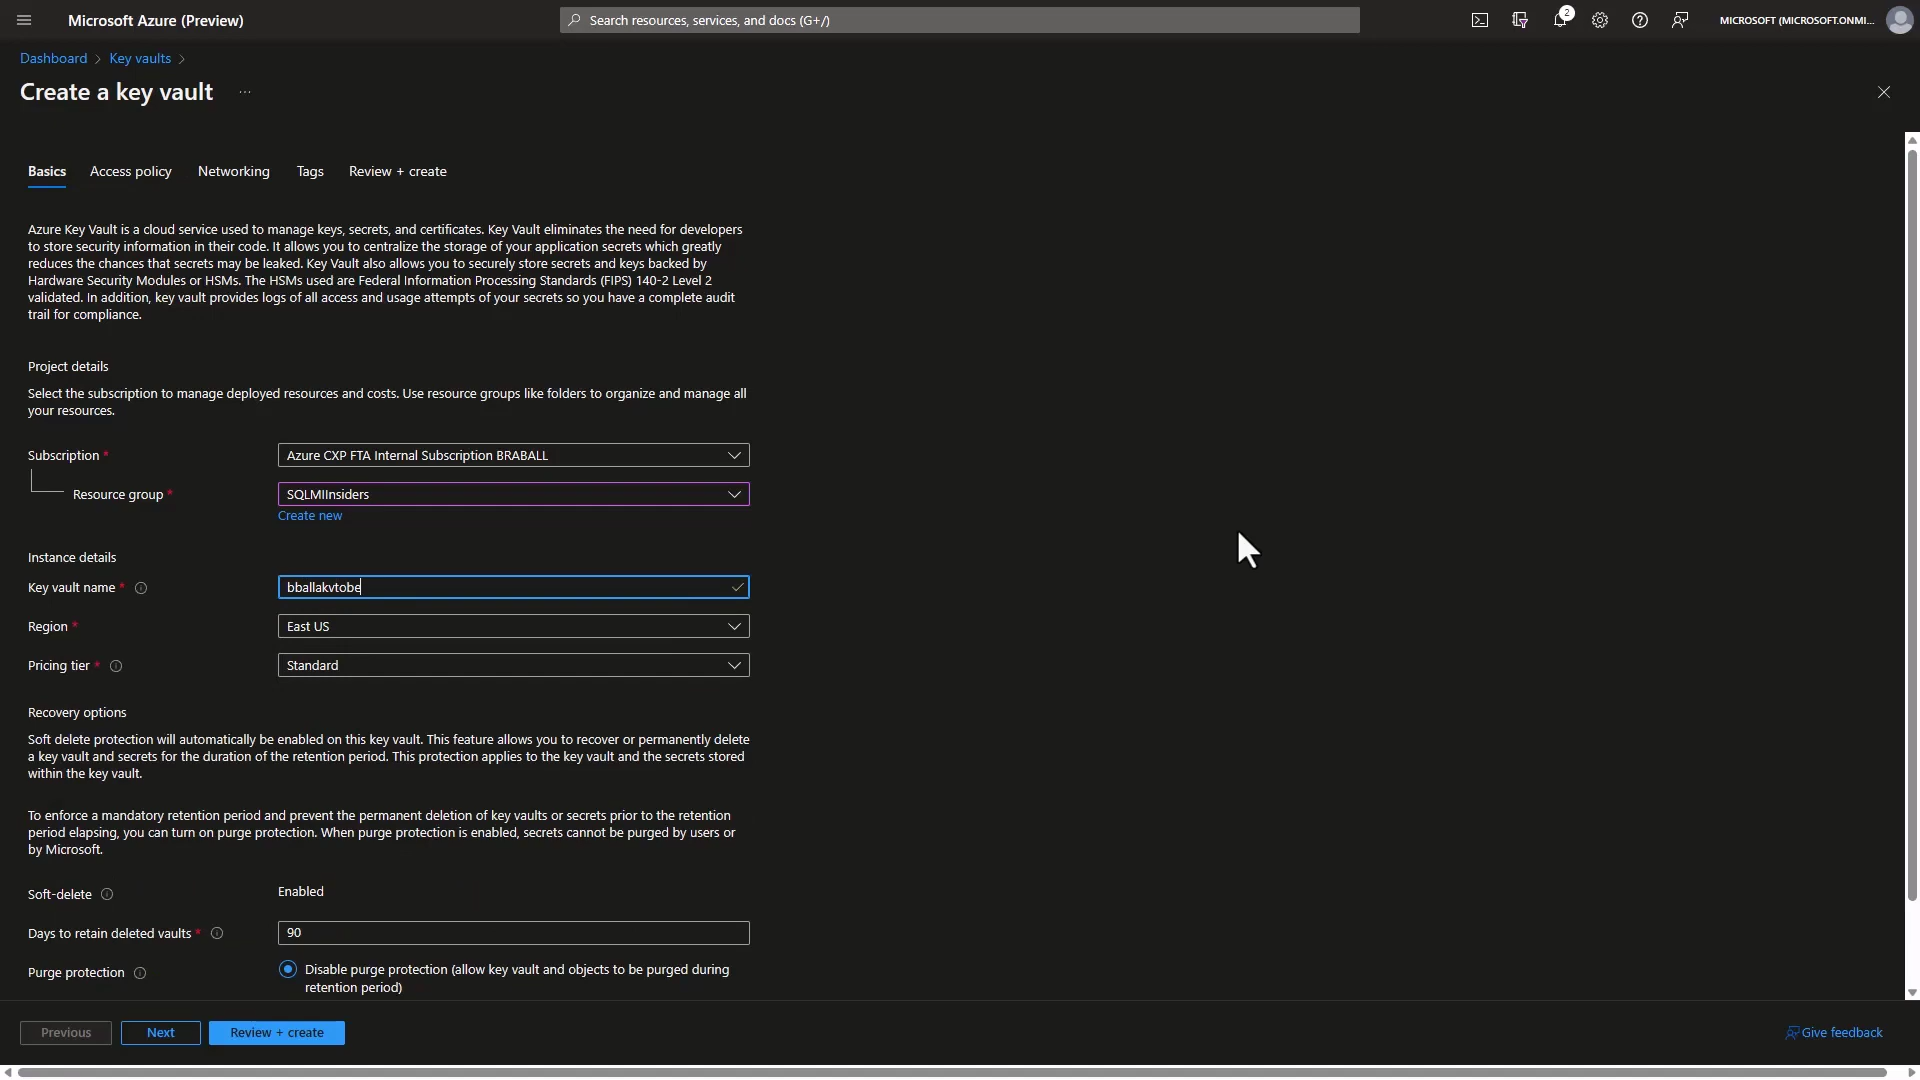 Microsoft Azure (Preview)
Search resources, services, and docs (G+/)
2
MICROSOFT (MICROSOFT.ONMI...
Dashboard > Key vaults >
Create a key vault ...
Basics Access policy Networking Tags Review + create
Azure Key Vault is a cloud service used to manage keys, secrets, and certificates. Key Vault eliminates the need for developers
to store security information in their code. It allows you to centralize the storage of your application secrets which greatly
reduces the chances that secrets may be leaked. Key Vault also allows you to securely store secrets and keys backed by
Hardware Security Modules or HSMs. The HSMs used are Federal Information Processing Standards (FIPS) 140-2 Level 2
validated. In addition, key vault provides logs of all access and usage attempts of your secrets so you have a complete audit
trail for compliance.
Project details
Select the subscription to manage deployed resources and costs. Use resource groups like folders to organize and manage all
your resources.
Subscription * Azure CXP FTA Internal Subscription BRABALL
Resource group * SQLMIInsiders
Create new
Instance details
Key vault name * bballakvtobe
Region * East US
Pricing tier * Standard
Recovery options
Soft delete protection will automatically be enabled on this key vault. This feature allows you to recover or permanently delete
a key vault and secrets for the duration of the retention period. This protection applies to the key vault and the secrets stored
within the key vault.
To enforce a mandatory retention period and prevent the permanent deletion of key vaults or secrets prior to the retention
period elapsing, you can turn on purge protection. When purge protection is enabled, secrets cannot be purged by users or
by Microsoft.
Soft-delete Enabled
Days to retain deleted vaults * 90
Purge protection Disable purge protection (allow key vault and objects to be purged during
retention period)
Previous Next Review + create Give feedback